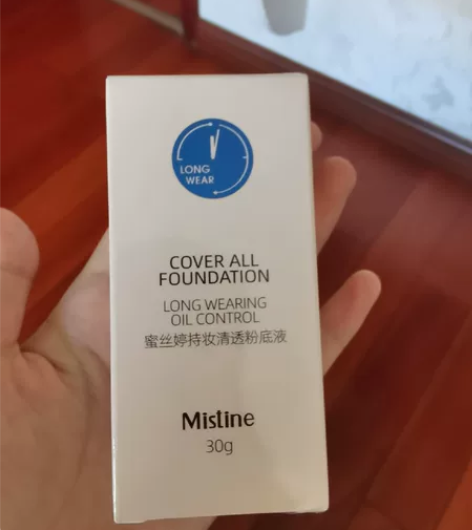 LONG
WEAR
COVER ALL
FOUNDATION
LONG WEARING
OIL CONTROL
蜜丝婷持妆清透粉底液
Mistine
30g